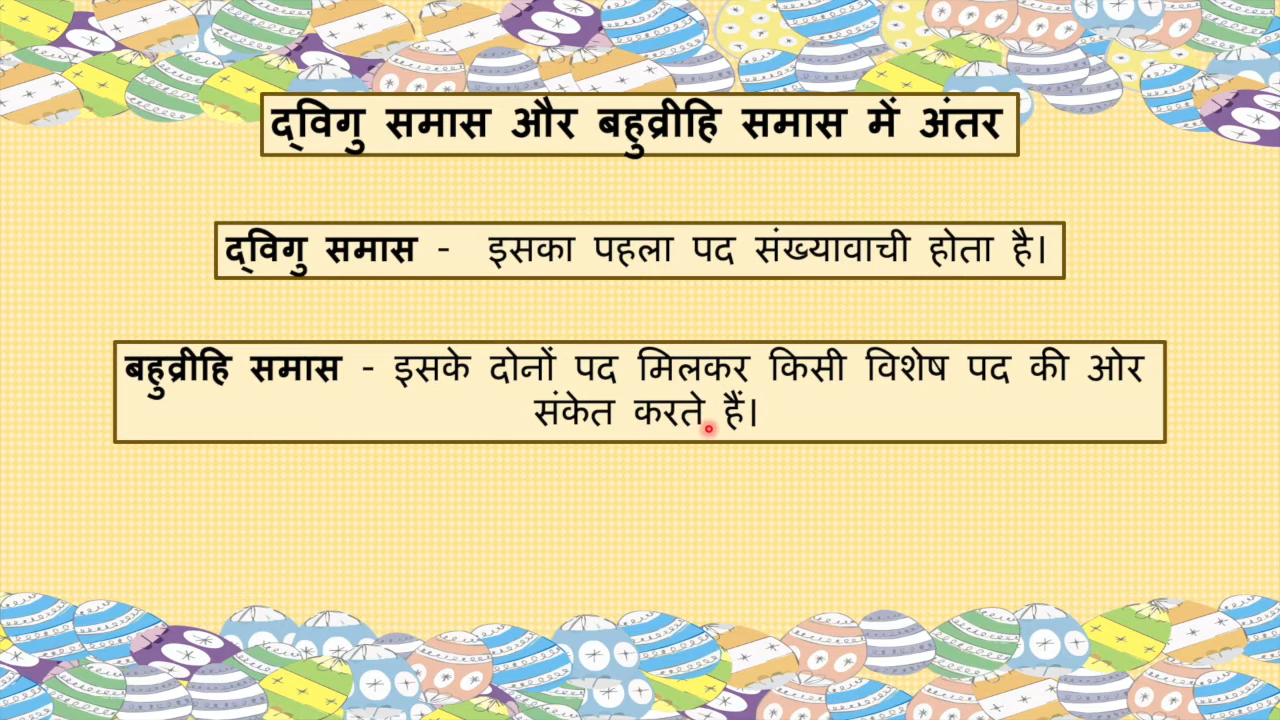 द्विगु समास और बहुव्रीहि समास में अंतर
द्विगु समास - इसका पहला पद संख्यावाची होता है।
बहुव्रीहि समास - इसके दोनों पद मिलकर किसी विशेष पद की ओर
संकेत करते हैं।